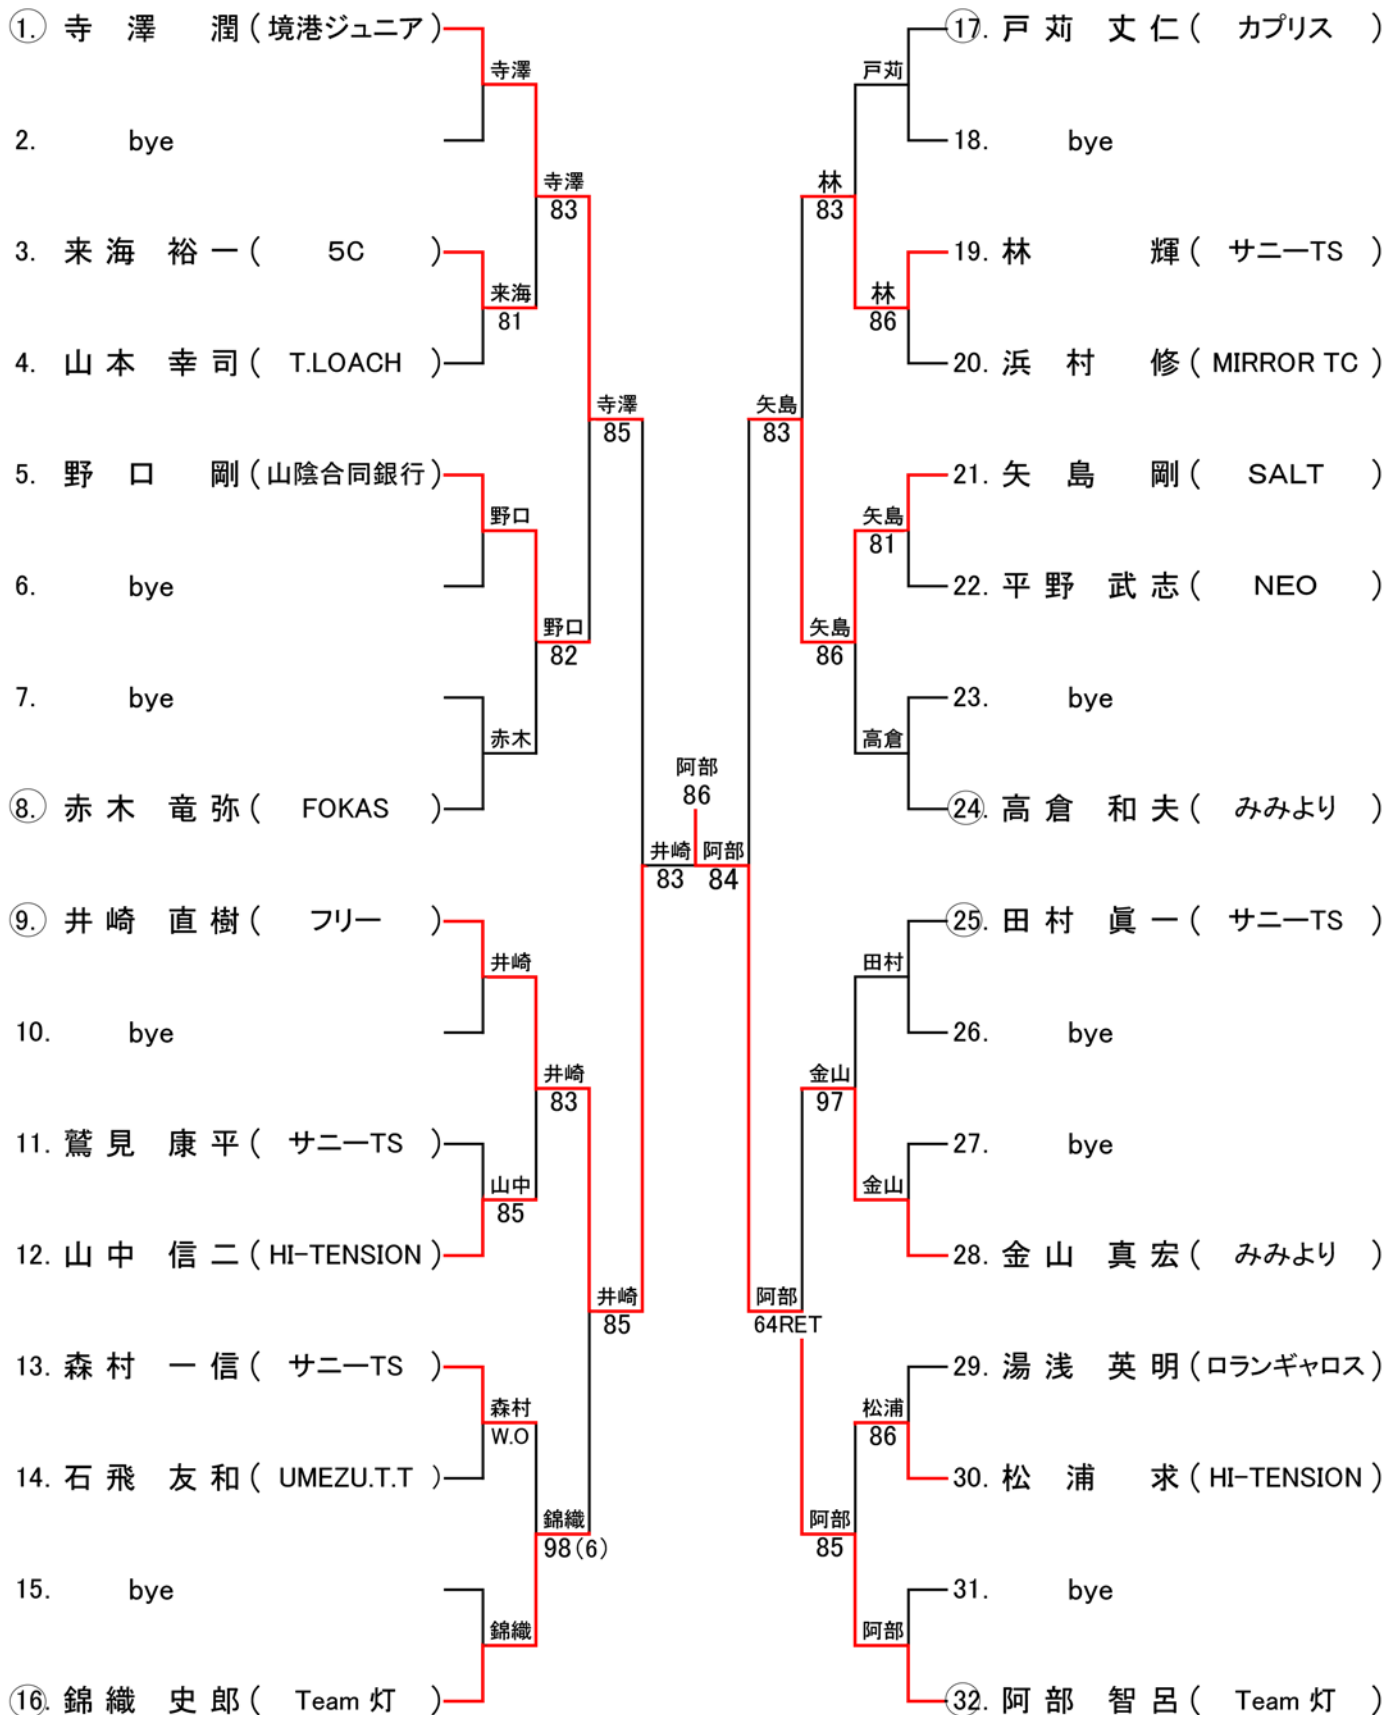 1. 寺澤 潤 (境港ジュニア)
2. bye
3. 来海 裕一 (5C)
4. 山本 幸司 (T.LOACH)
5. 野口 剛 (山陰合同銀行)
6. bye
7. bye
8. 赤木 竜弥 (FOKAS)
9. 井崎 直樹 (フリー)
10. bye
11. 鷲見 康平 (サニーTS)
12. 山中 信二 (HI-TENSION)
13. 森村 一信 (サニーTS)
14. 石飛 友和 (UMEZU.T.T)
15. bye
16. 錦織 史郎 (Team 灯)
寺澤
来海
81
野口
赤木
井崎
山中
85
森村
W.O
錦織
寺澤
83
野口
82
井崎
83
錦織
98(6)
寺澤
85
井崎
85
井崎
83
阿部
86
阿部
84
矢島
83
阿部
64RET
林
83
矢島
86
金山
97
阿部
85
戸苅
林
86
矢島
81
高倉
田村
金山
松浦
86
阿部
17. 戸苅 丈仁 (カプリス)
18. bye
19. 林 輝 (サニーTS)
20. 浜村 修 (MIRROR TC)
21. 矢島 剛 (SALT)
22. 平野 武志 (NEO)
23. bye
24. 高倉 和夫 (みみより)
25. 田村 眞一 (サニーTS)
26. bye
27. bye
28. 金山 真宏 (みみより)
29. 湯浅 英明 (ロランギャロス)
30. 松浦 求 (HI-TENSION)
31. bye
32. 阿部 智呂 (Team 灯)